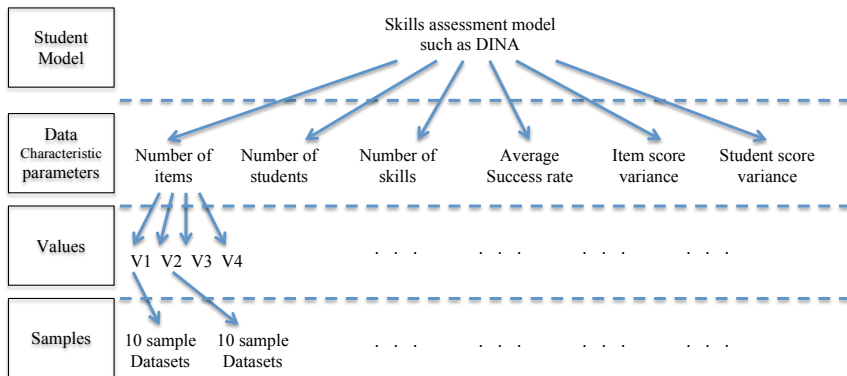 Student
Model
Skills assessment model
such as DINA
Data
Characteristic
parameters
Number of
items
Number of
students
Number of
skills
Average
Success rate
Item score
variance
Student score
variance
Values
V1 V2 V3 V4
. . . . . . . . . . . .
Samples
10 sample
Datasets
10 sample
Datasets
. . . . . . . . . . . .